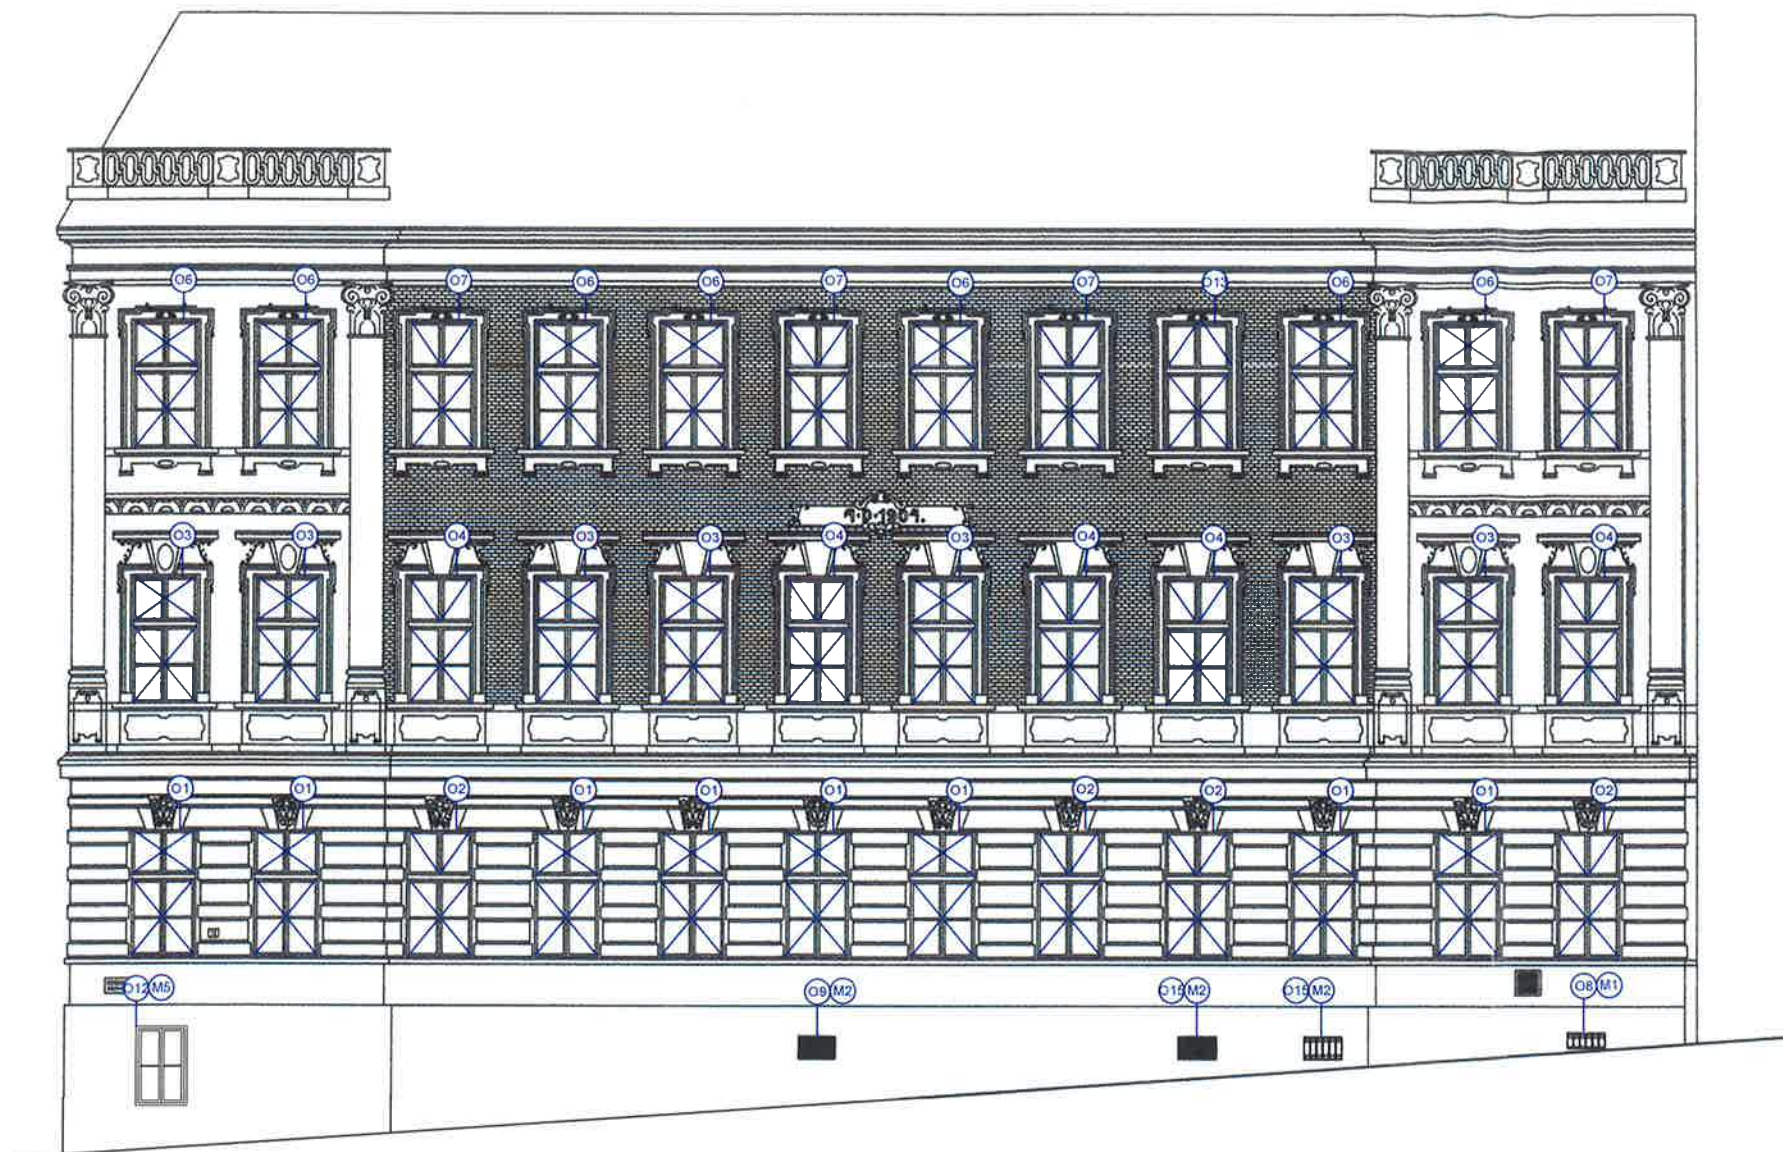 O6 O6 O7 O6 O6 O7 O6 O7 O13 O6 O6 O7
A·D·1901.
O3 O3 O4 O3 O3 O4 O3 O4 O4 O3 O3 O4
O1 O1 O2 O1 O1 O1 O1 O2 O2 O1 O1 O2
O12 M5 O9 M2 O15 M2 O15 M2 O8 M1